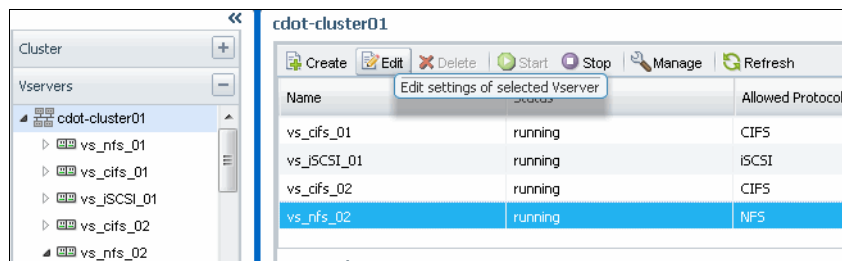 «
Cluster +
Vservers −
cdot-cluster01
vs_nfs_01
vs_cifs_01
vs_iSCSI_01
vs_cifs_02
vs_nfs_02
cdot-cluster01
Create Edit Delete Start Stop Manage Refresh
Edit settings of selected Vserver
Name Status Allowed Protocol
vs_cifs_01 running CIFS
vs_iSCSI_01 running iSCSI
vs_cifs_02 running CIFS
vs_nfs_02 running NFS